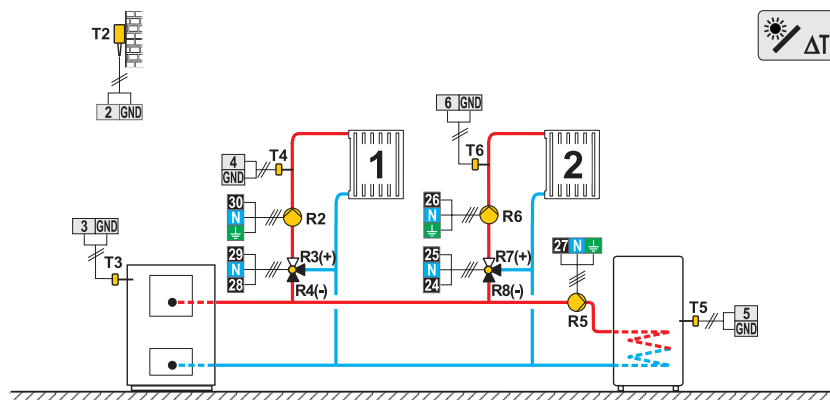 T2
ΔT
2 GND
6 GND
4
GND
T4
1
T6
2
30
N
R2
26
N
R6
3 GND
29
N
28
R3(+)
R4(-)
25
N
24
R7(+)
R8(-)
27 N
T3
R5
T5
5
GND